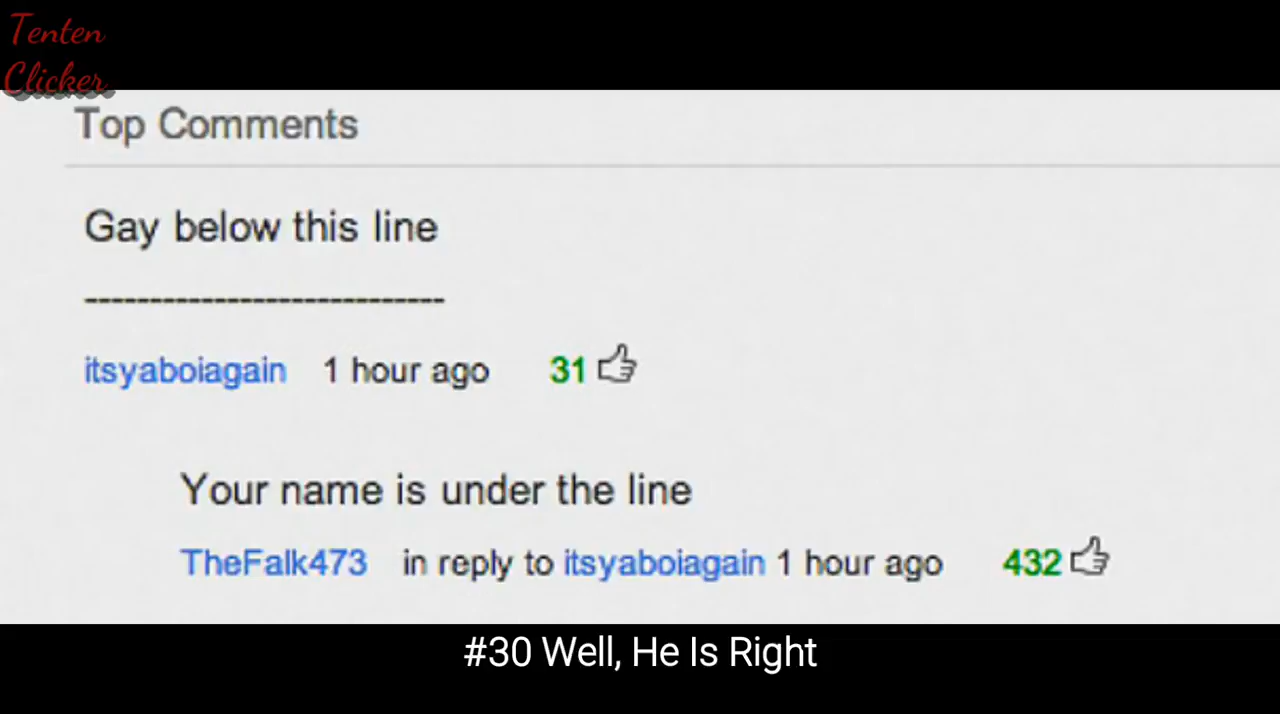 Tenten
Clicker
Top Comments
Gay below this line
----------------------------
itsyaboiagain 1 hour ago 31
Your name is under the line
TheFalk473 in reply to itsyaboiagain 1 hour ago 432
#30 Well, He Is Right